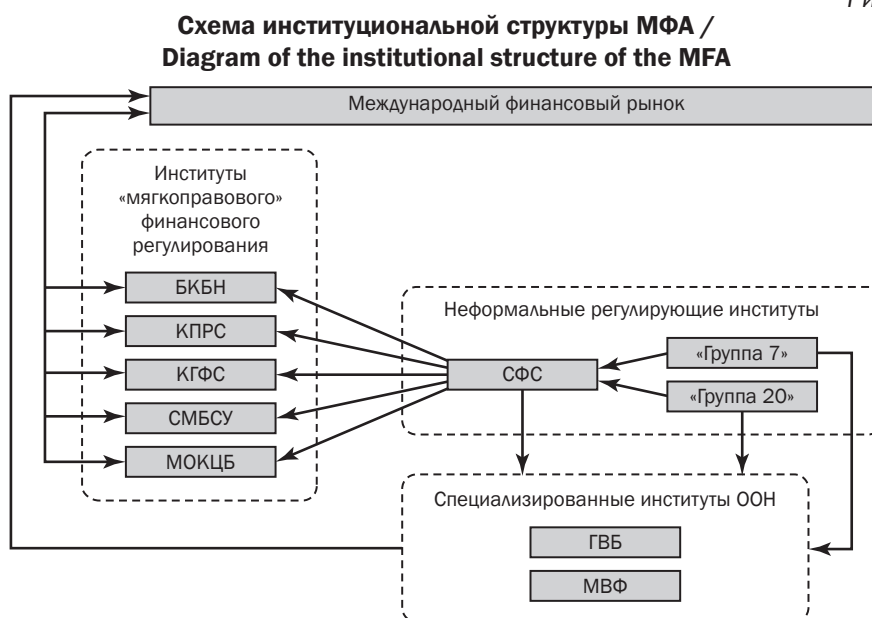 Схема институциональной структуры МФА /
Diagram of the institutional structure of the MFA
Международный финансовый рынок
Институты
«мягкоправового»
финансового
регулирования
БКБН
КПРС
КГФС
СМБСУ
МОКЦБ
Неформальные регулирующие институты
СФС
«Группа 7»
«Группа 20»
Специализированные институты ООН
ГВБ
МВФ